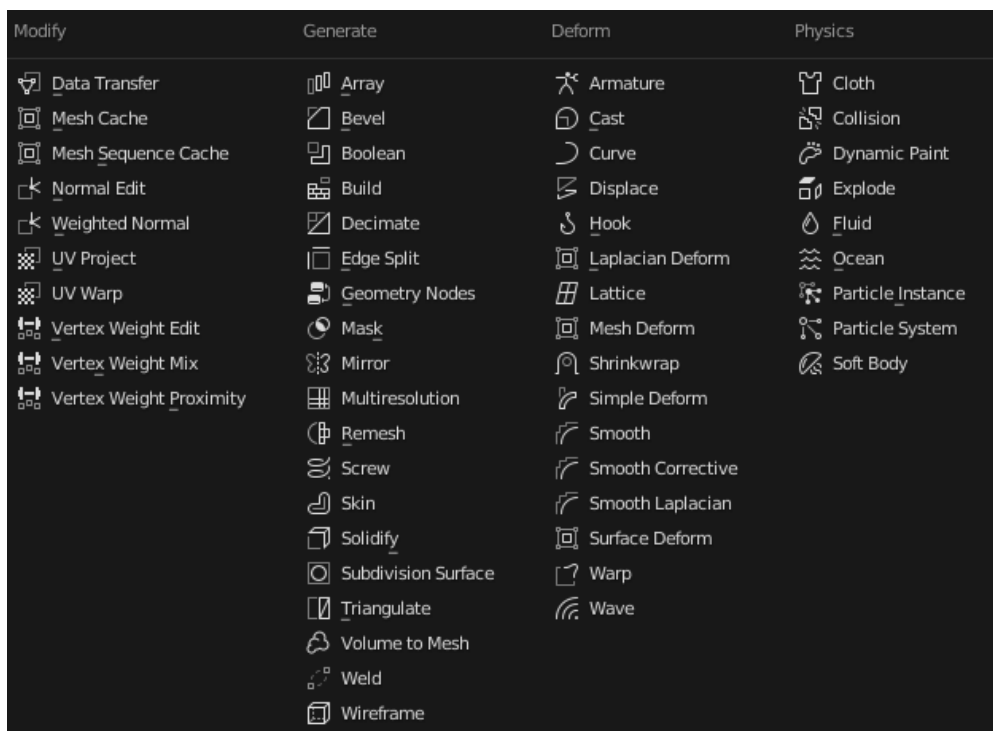 Modify
Data Transfer
Mesh Cache
Mesh Sequence Cache
Normal Edit
Weighted Normal
UV Project
UV Warp
Vertex Weight Edit
Vertex Weight Mix
Vertex Weight Proximity
Generate
Array
Bevel
Boolean
Build
Decimate
Edge Split
Geometry Nodes
Mask
Mirror
Multiresolution
Remesh
Screw
Skin
Solidify
Subdivision Surface
Triangulate
Volume to Mesh
Weld
Wireframe
Deform
Armature
Cast
Curve
Displace
Hook
Laplacian Deform
Lattice
Mesh Deform
Shrinkwrap
Simple Deform
Smooth
Smooth Corrective
Smooth Laplacian
Surface Deform
Warp
Wave
Physics
Cloth
Collision
Dynamic Paint
Explode
Fluid
Ocean
Particle Instance
Particle System
Soft Body